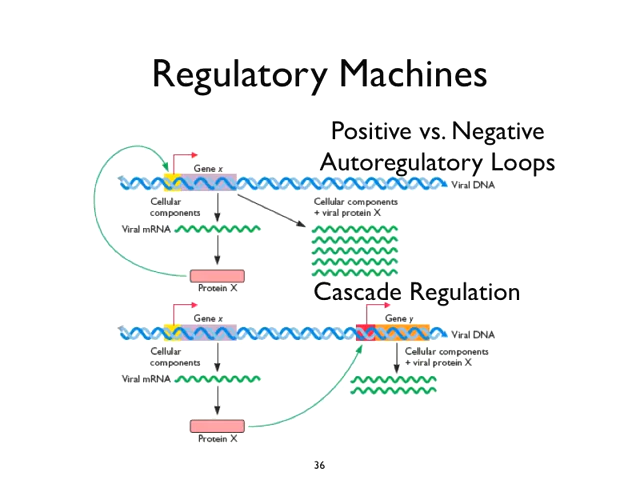 Regulatory Machines
Positive vs. Negative
Autoregulatory Loops
Gene x
Viral DNA
Cellular
components
Cellular components
+ viral protein X
Viral mRNA
Protein X
Cascade Regulation
Gene x
Gene y
Viral DNA
Cellular
components
Cellular components
+ viral protein X
Viral mRNA
Protein X
36